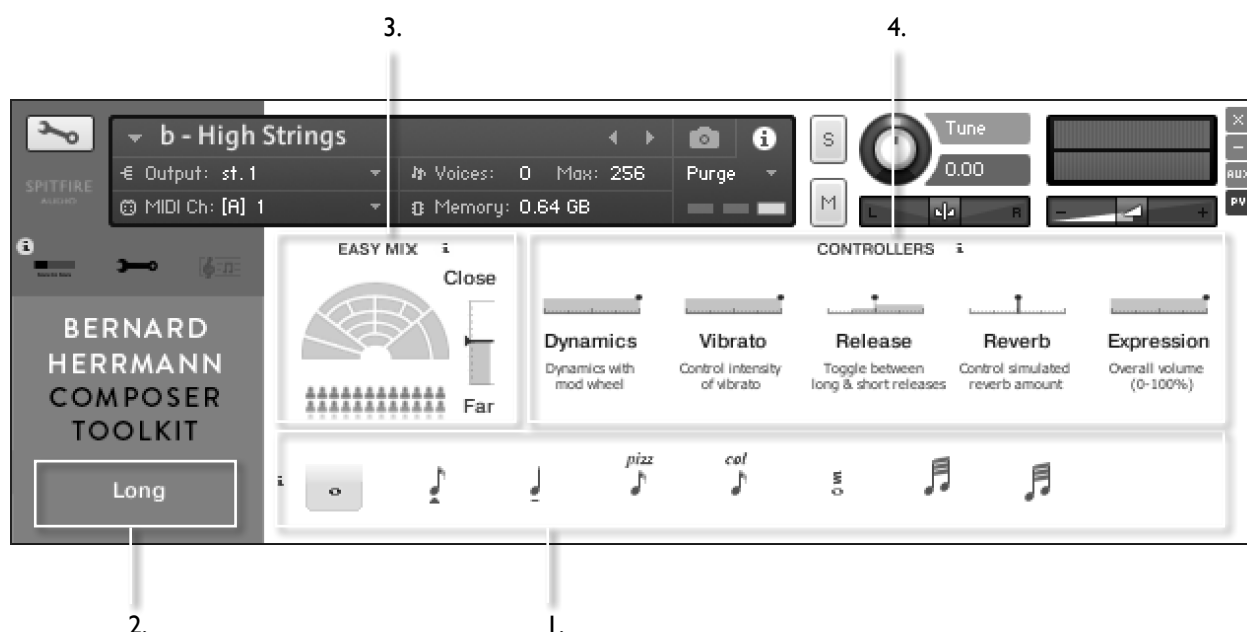 3.
4.
b - High Strings
Output: st.1
Voices: 0 Max: 256
Purge
MIDI Ch: [A] 1
Memory: 0.64 GB
S
M
Tune
0.00
L
R
-
+
X
-
AUX
PV
SPITFIRE
AUDIO
EASY MIX i
Close
Far
CONTROLLERS i
Dynamics
Dynamics with
mod wheel
Vibrato
Control intensity
of vibrato
Release
Toggle between
long & short releases
Reverb
Control simulated
reverb amount
Expression
Overall volume
(0-100%)
BERNARD
HERRMANN
COMPOSER
TOOLKIT
Long
i
pizz
col
2.
1.